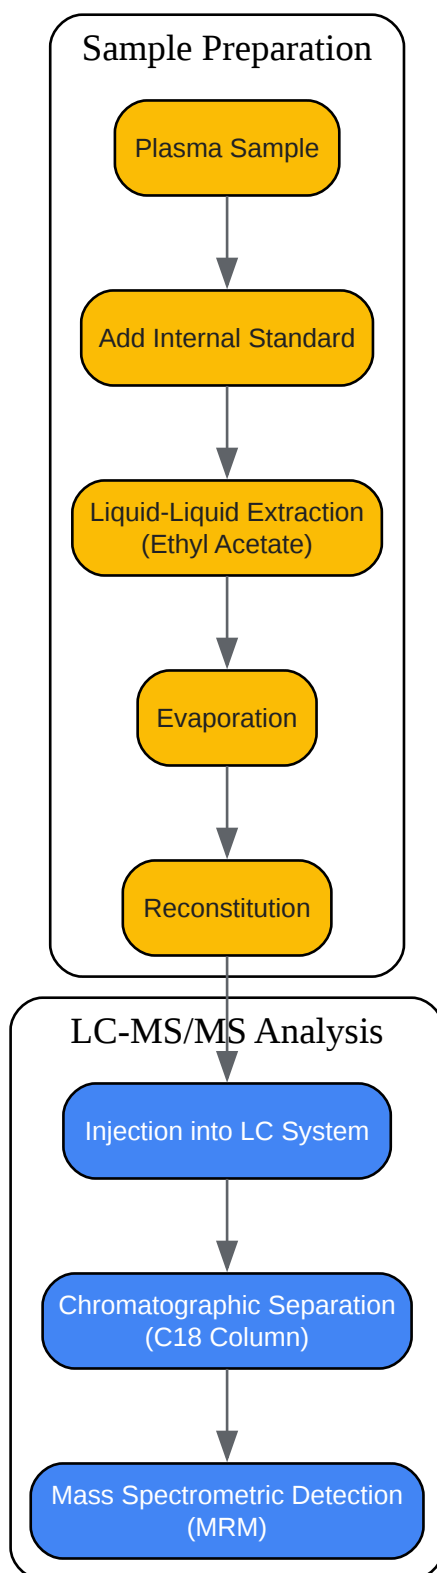 Sample Preparation
Plasma Sample
Add Internal Standard
Liquid-Liquid Extraction
(Ethyl Acetate)
Evaporation
Reconstitution
LC-MS/MS Analysis
Injection into LC System
Chromatographic Separation
(C18 Column)
Mass Spectrometric Detection
(MRM)